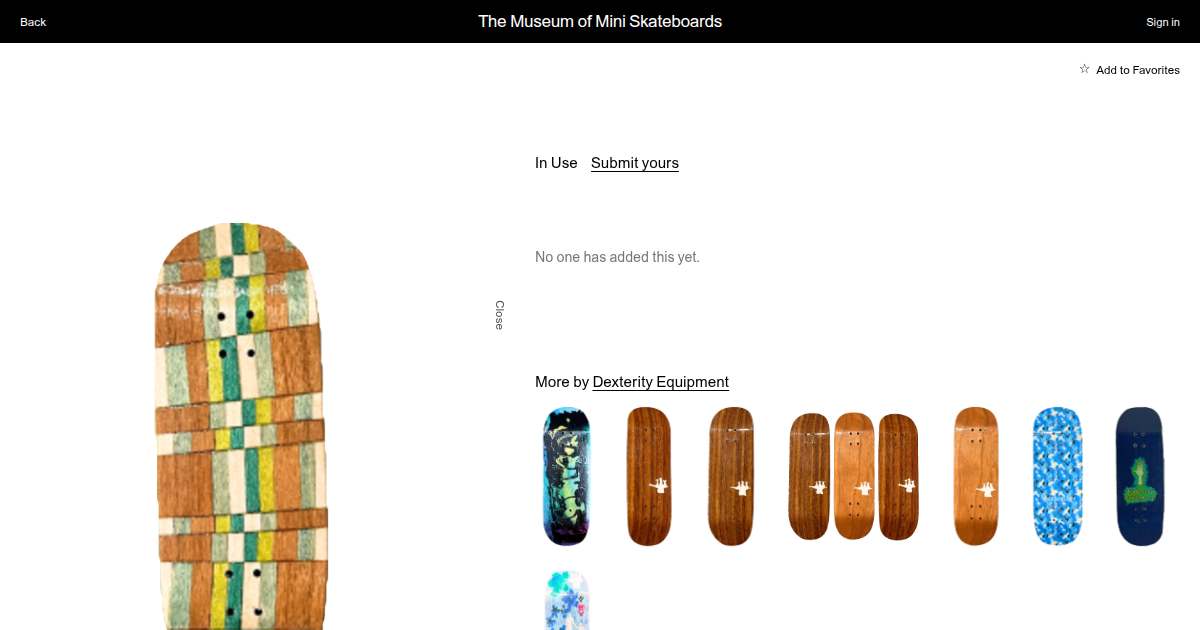 Back
The Museum of Mini Skateboards
Sign in
☆ Add to Favorites
In Use Submit yours
No one has added this yet.
Close
More by Dexterity Equipment